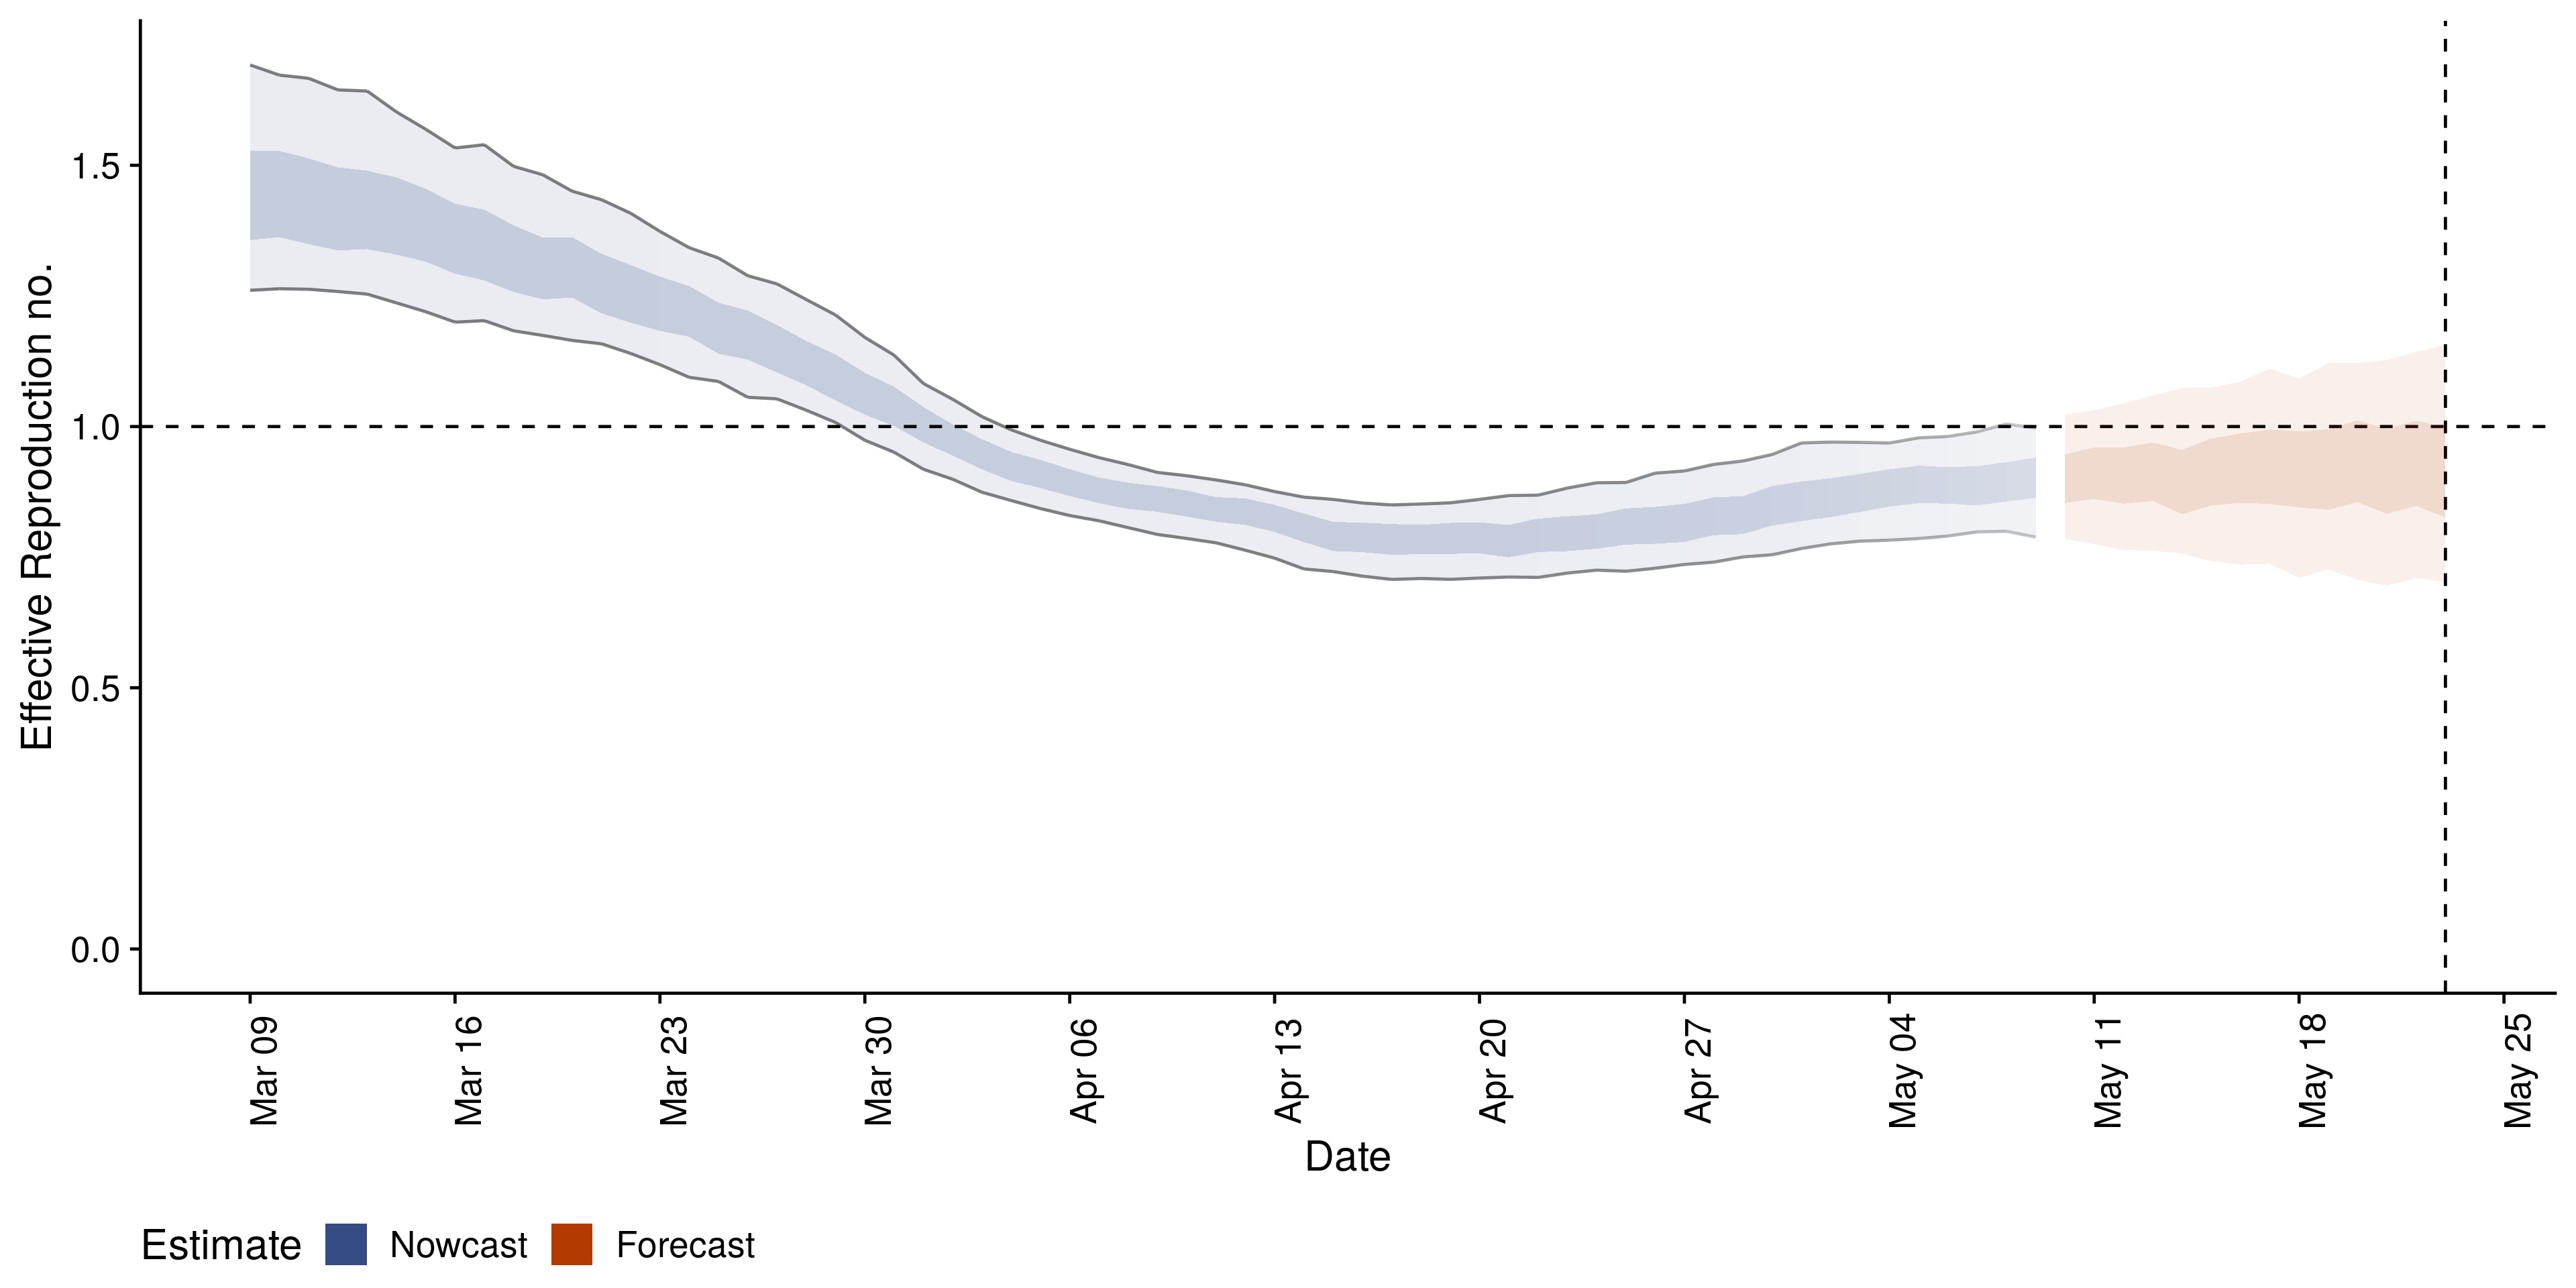 Effective Reproduction no.
1.5
1.0
0.5
0.0
Mar 09
Mar 16
Mar 23
Mar 30
Apr 06
Apr 13
Apr 20
Apr 27
May 04
May 11
May 18
May 25
Date
Estimate Nowcast Forecast